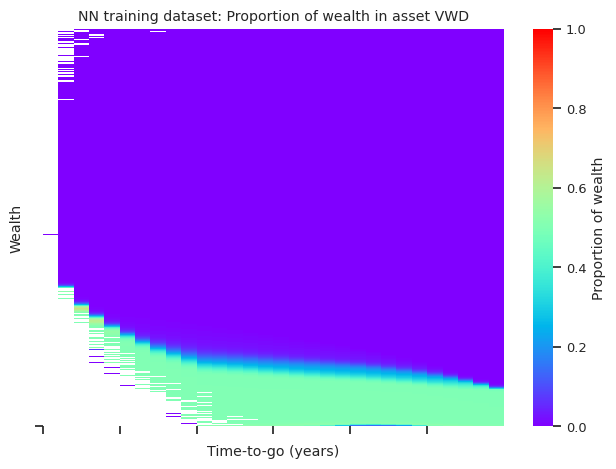 NN training dataset: Proportion of wealth in asset VWD
Wealth
Time-to-go (years)
1.0
0.8
0.6
0.4
0.2
0.0
Proportion of wealth